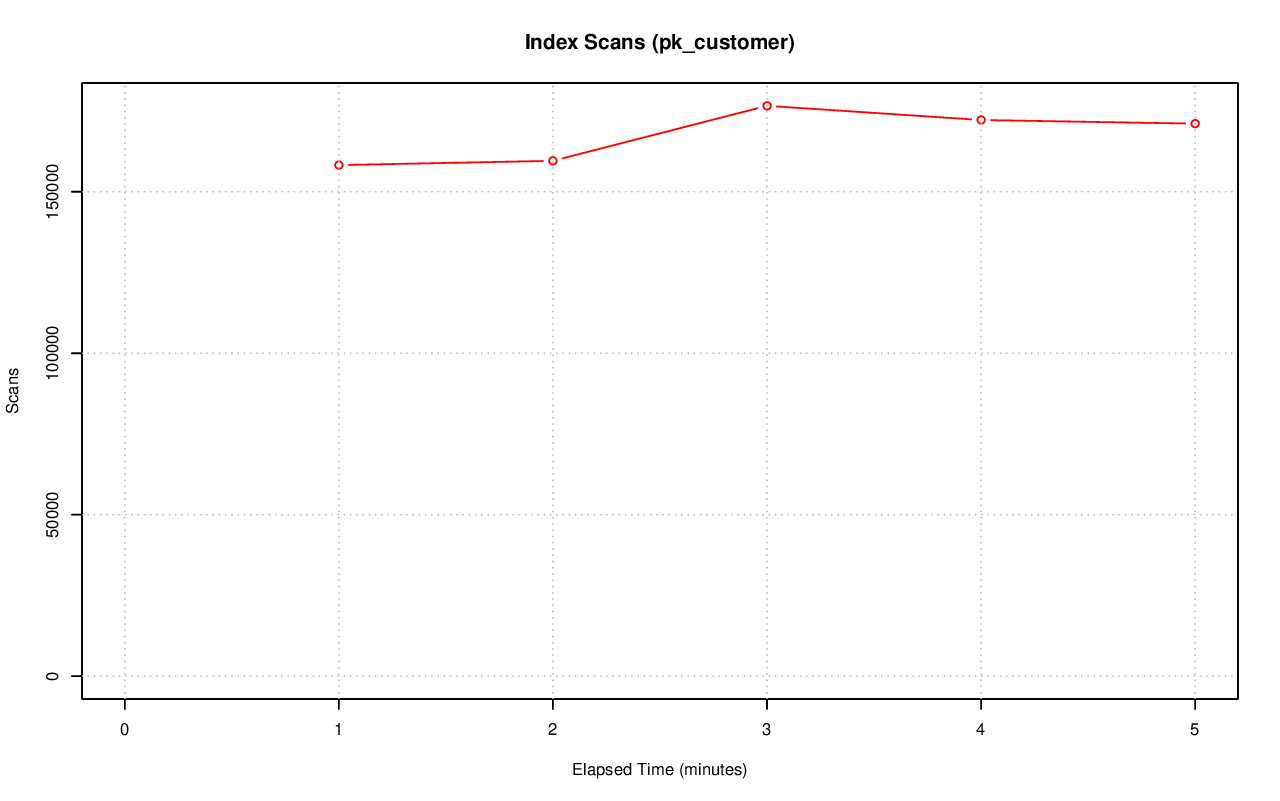 Index Scans (pk_customer)
Scans
150000
100000
50000
0
0 1 2 3 4 5
Elapsed Time (minutes)